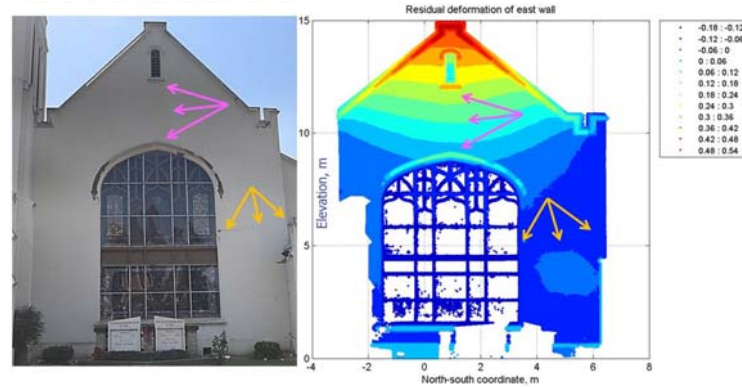 Residual deformation of east wall
15
10
5
0
Elevation, m
-4
-2
0
2
4
6
8
North-south coordinate, m
-0.18 : -0.12
-0.12 : -0.06
-0.06 : 0
0 : 0.06
0.06 : 0.12
0.12 : 0.18
0.18 : 0.24
0.24 : 0.3
0.3 : 0.36
0.36 : 0.42
0.42 : 0.48
0.48 : 0.54